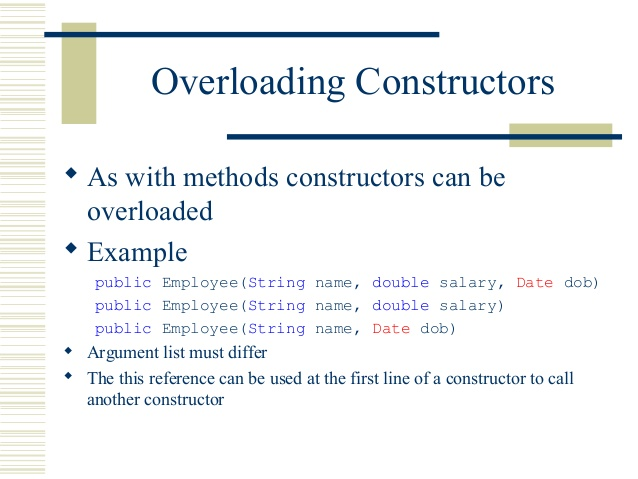 Overloading Constructors
As with methods constructors can be
overloaded
Example
public Employee(String name, double salary, Date dob)
public Employee(String name, double salary)
public Employee(String name, Date dob)
Argument list must differ
The this reference can be used at the first line of a constructor to call
another constructor